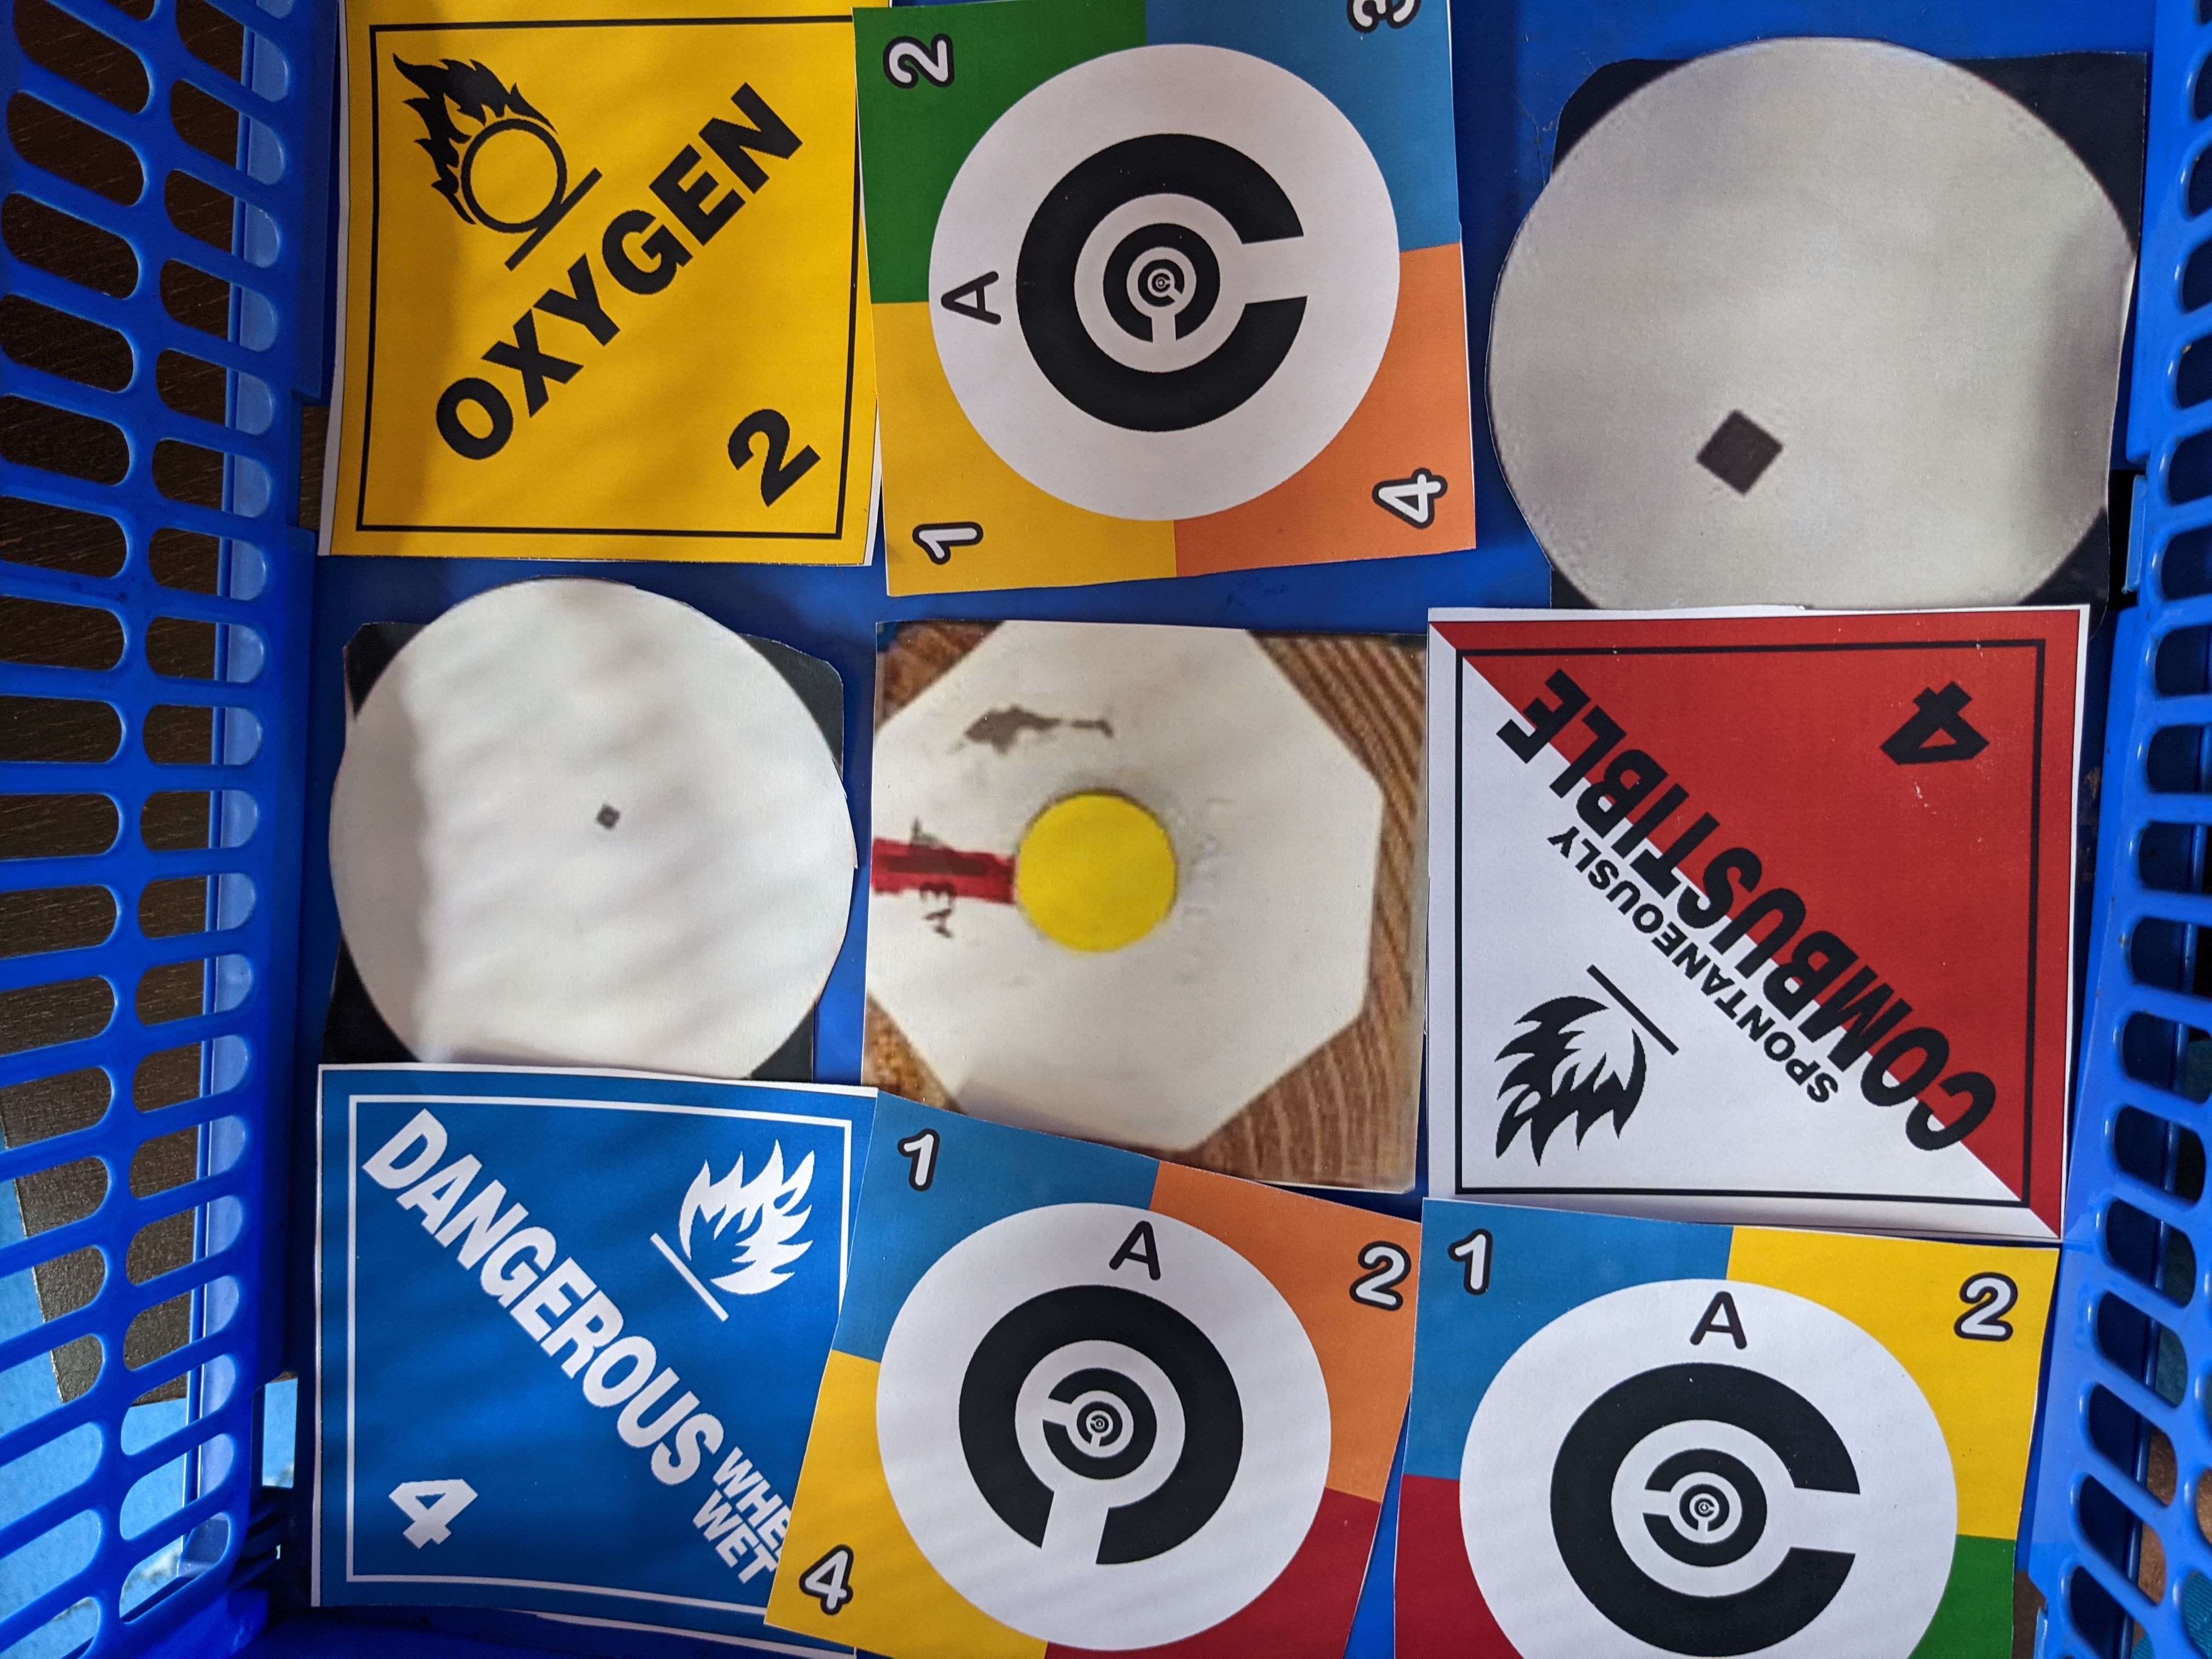 DANGEROUS
WHEN
WET
4
OXYGEN
2
4
1
A
2
1
2
A
4
3
1
A
2
SPONTANEOUSLY
COMBUSTIBLE
4